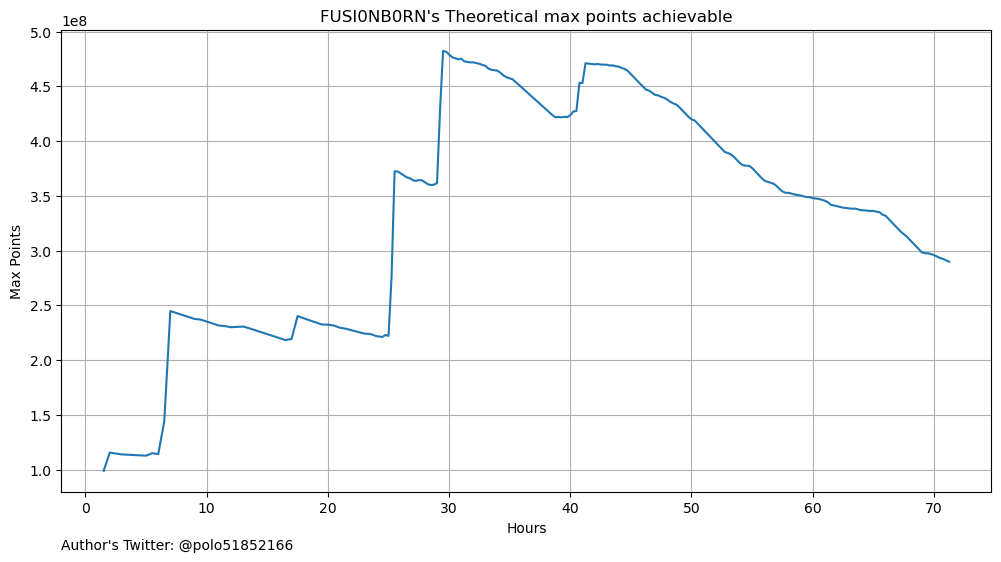 FUSI0NB0RN's Theoretical max points achievable
1e8
5.0
4.5
4.0
3.5
3.0
2.5
2.0
1.5
1.0
Max Points
0 10 20 30 40 50 60 70
Hours
Author's Twitter: @polo51852166